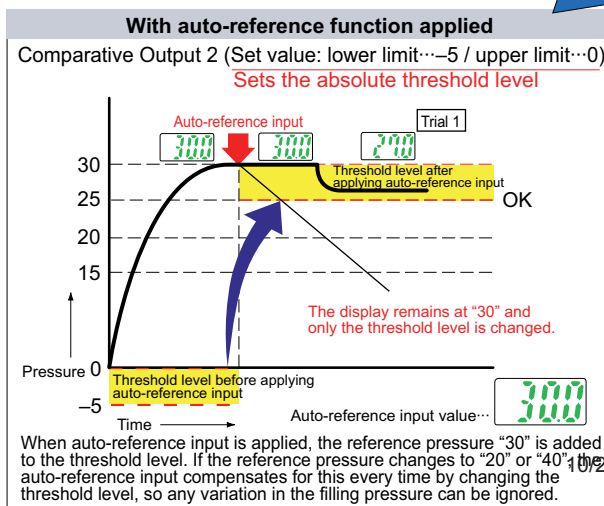 With auto-reference function applied
Comparative Output 2 (Set value: lower limit···–5 / upper limit···0)
Sets the absolute threshold level
Auto-reference input
Trial 1
30.0
30.0
27.0
30
Threshold level after
applying auto-reference input
25
OK
20
15
The display remains at “30” and
only the threshold level is changed.
Pressure
0
Threshold level before applying
auto-reference input
–5
Time
Auto-reference input value···
30.0
When auto-reference input is applied, the reference pressure “30” is added
to the threshold level. If the reference pressure changes to “20” or “40”, the
10/2
auto-reference input compensates for this every time by changing the
threshold level, so any variation in the filling pressure can be ignored.